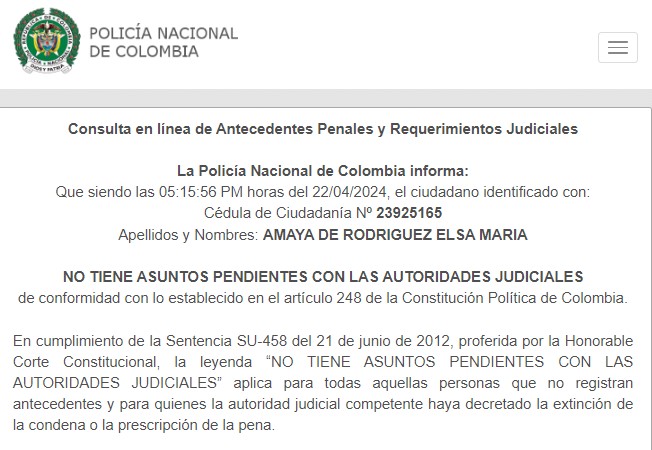 POLICÍA NACIONAL
DE COLOMBIA
Consulta en línea de Antecedentes Penales y Requerimientos Judiciales
La Policía Nacional de Colombia informa:
Que siendo las 05:15:56 PM horas del 22/04/2024, el ciudadano identificado con:
Cédula de Ciudadanía Nº 23925165
Apellidos y Nombres: AMAYA DE RODRIGUEZ ELSA MARIA
NO TIENE ASUNTOS PENDIENTES CON LAS AUTORIDADES JUDICIALES
de conformidad con lo establecido en el artículo 248 de la Constitución Política de Colombia.
En cumplimiento de la Sentencia SU-458 del 21 de junio de 2012, proferida por la Honorable
Corte Constitucional, la leyenda “NO TIENE ASUNTOS PENDIENTES CON LAS
AUTORIDADES JUDICIALES” aplica para todas aquellas personas que no registran
antecedentes y para quienes la autoridad judicial competente haya decretado la extinción de
la condena o la prescripción de la pena.